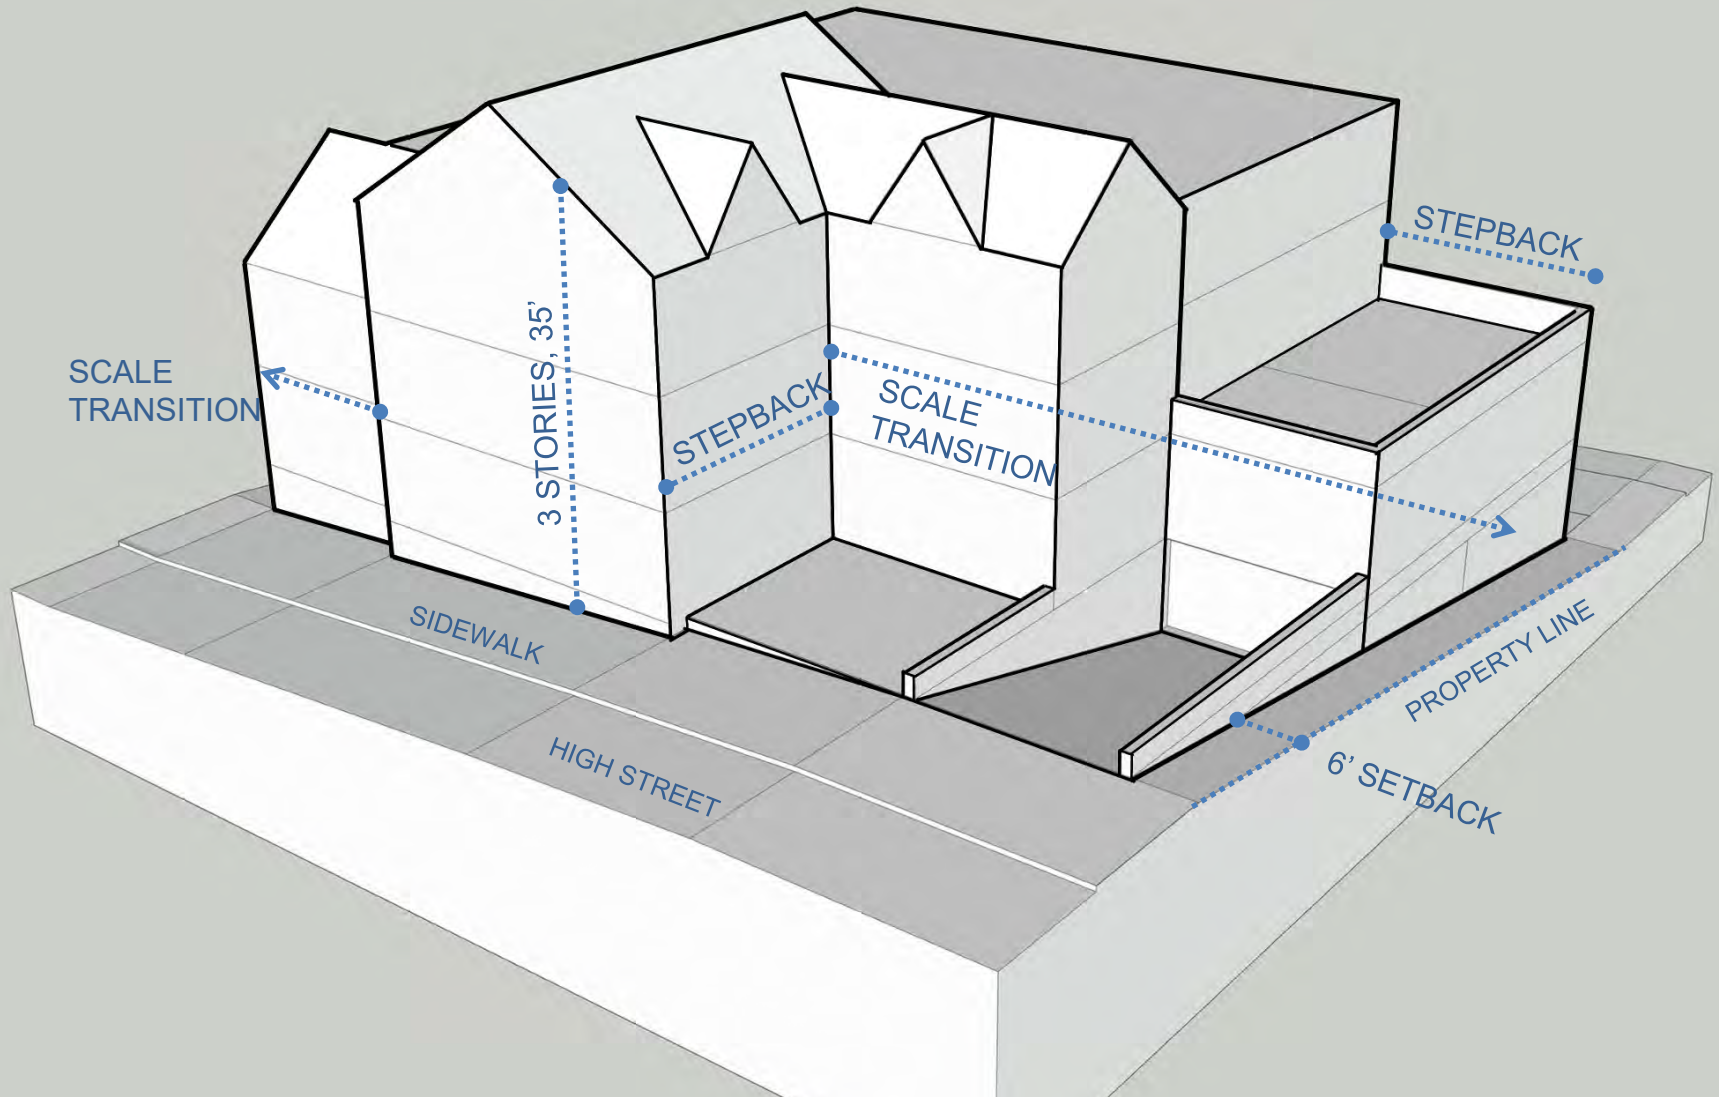 STEPBACK
SCALE
TRANSITION
3 STORIES, 35'
STEPBACK
SCALE
TRANSITION
SIDEWALK
HIGH STREET
PROPERTY LINE
6’ SETBACK